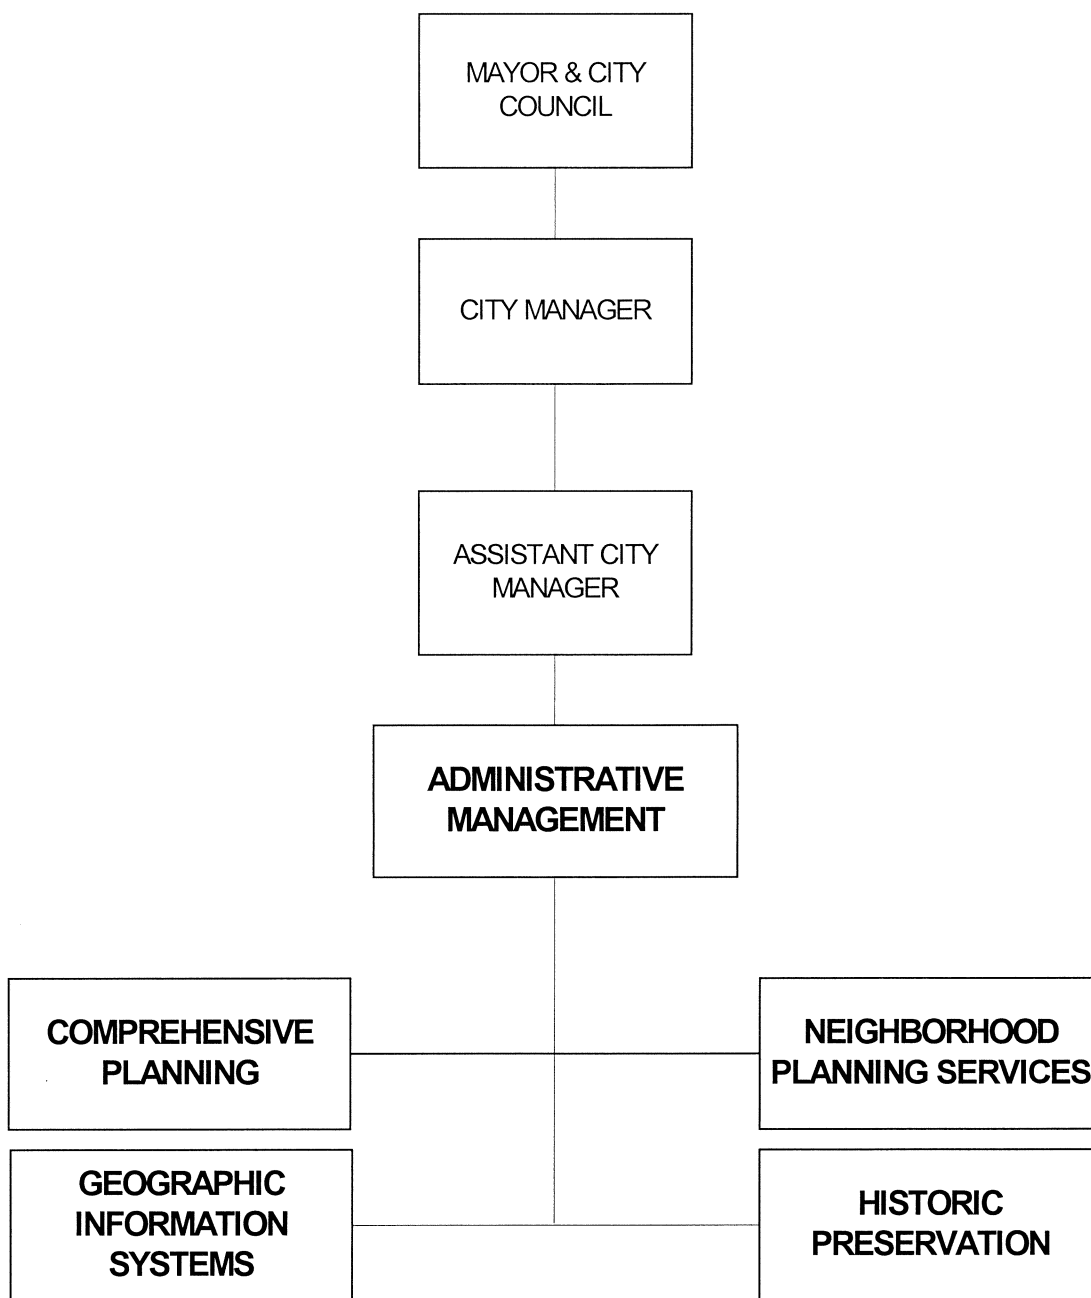 MAYOR & CITY
COUNCIL
CITY MANAGER
ASSISTANT CITY
MANAGER
ADMINISTRATIVE
MANAGEMENT
COMPREHENSIVE
PLANNING
NEIGHBORHOOD
PLANNING SERVICES
GEOGRAPHIC
INFORMATION
SYSTEMS
HISTORIC
PRESERVATION